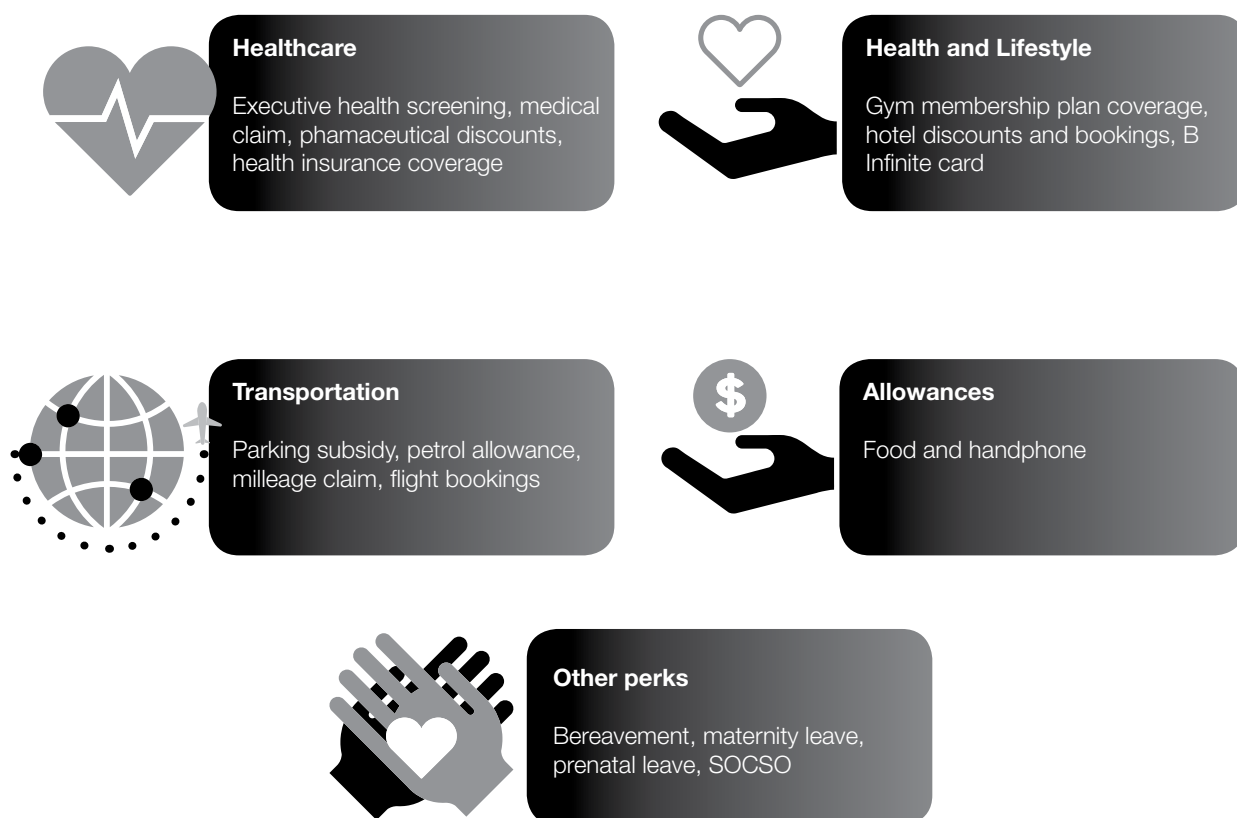 Healthcare
Executive health screening, medical
claim, phamaceutical discounts,
health insurance coverage
Health and Lifestyle
Gym membership plan coverage,
hotel discounts and bookings, B
Infinite card
Transportation
Parking subsidy, petrol allowance,
milleage claim, flight bookings
$
Allowances
Food and handphone
Other perks
Bereavement, maternity leave,
prenatal leave, SOCSO